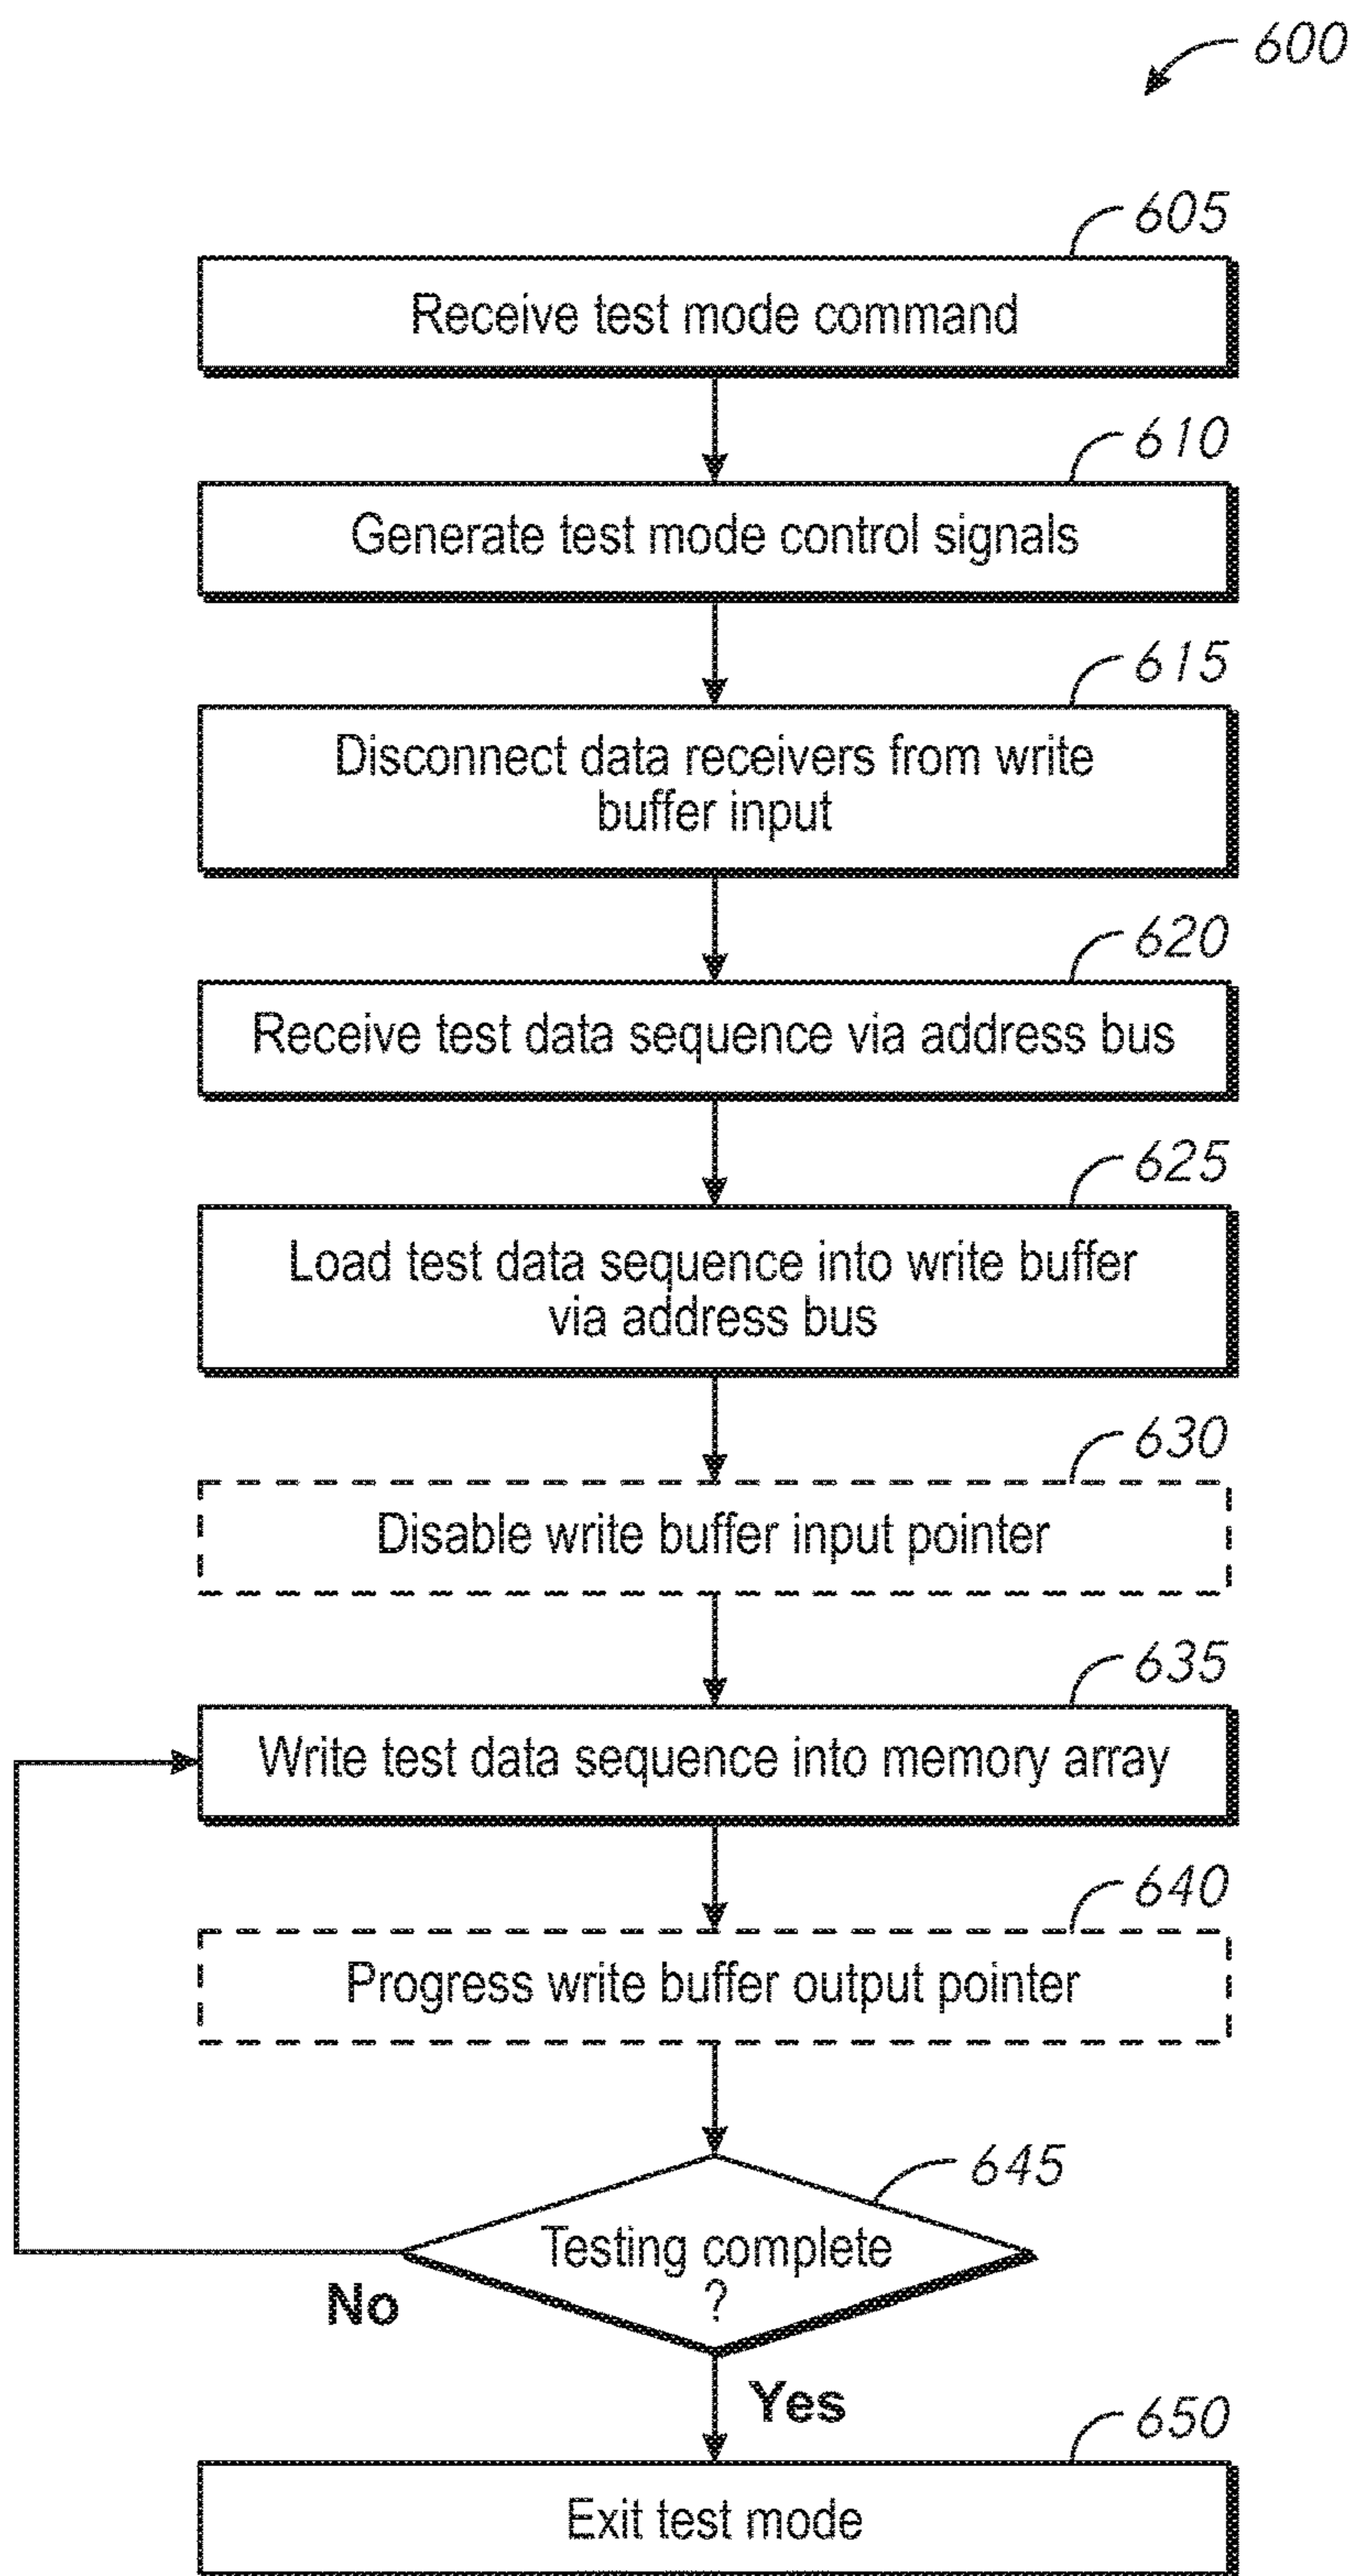 600
605
Receive test mode command
610
Generate test mode control signals
615
Disconnect data receivers from write
buffer input
620
Receive test data sequence via address bus
625
Load test data sequence into write buffer
via address bus
630
Disable write buffer input pointer
635
Write test data sequence into memory array
640
Progress write buffer output pointer
645
Testing complete
?
No
Yes
650
Exit test mode